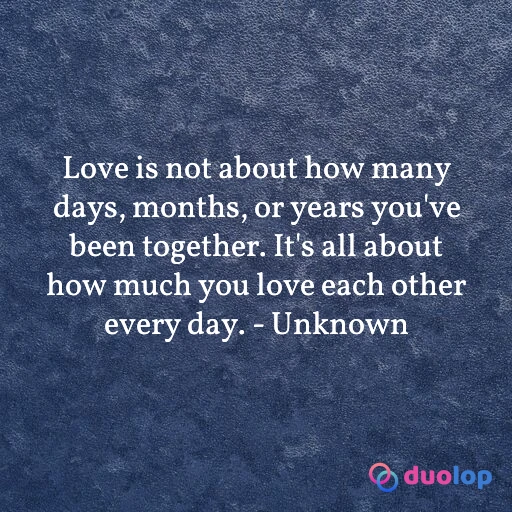 Love is not about how many
days, months, or years you've
been together. It's all about
how much you love each other
every day. - Unknown
duolop